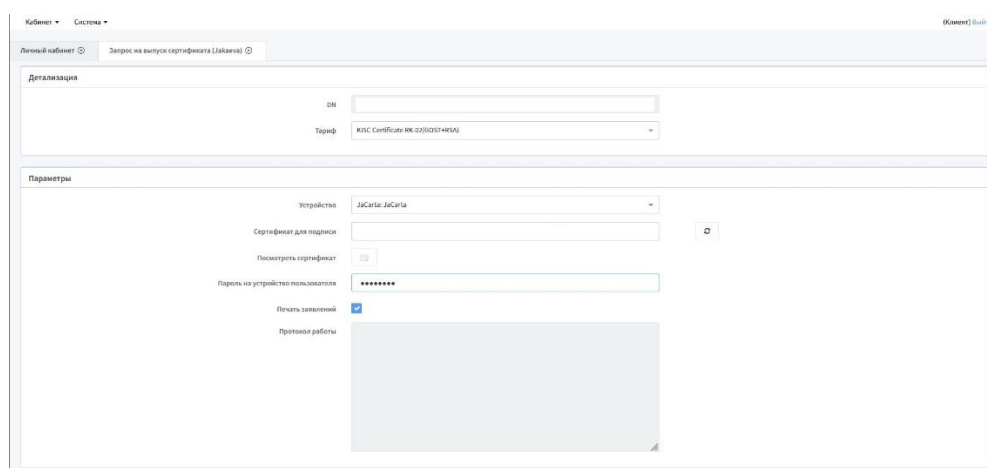 Кабинет Система (Клиент) Выйт
Личный кабинет Запрос на выпуск сертификата (Jakaeva)
Детализация
DN
Тариф KISC Certificate RK-02(GOST+RSA)
Параметры
Устройство JaCarta: JaCarta
Сертификат для подписи
Посмотреть сертификат
Пароль на устройство пользователя ••••••••
Печать заявлений
Протокол работы